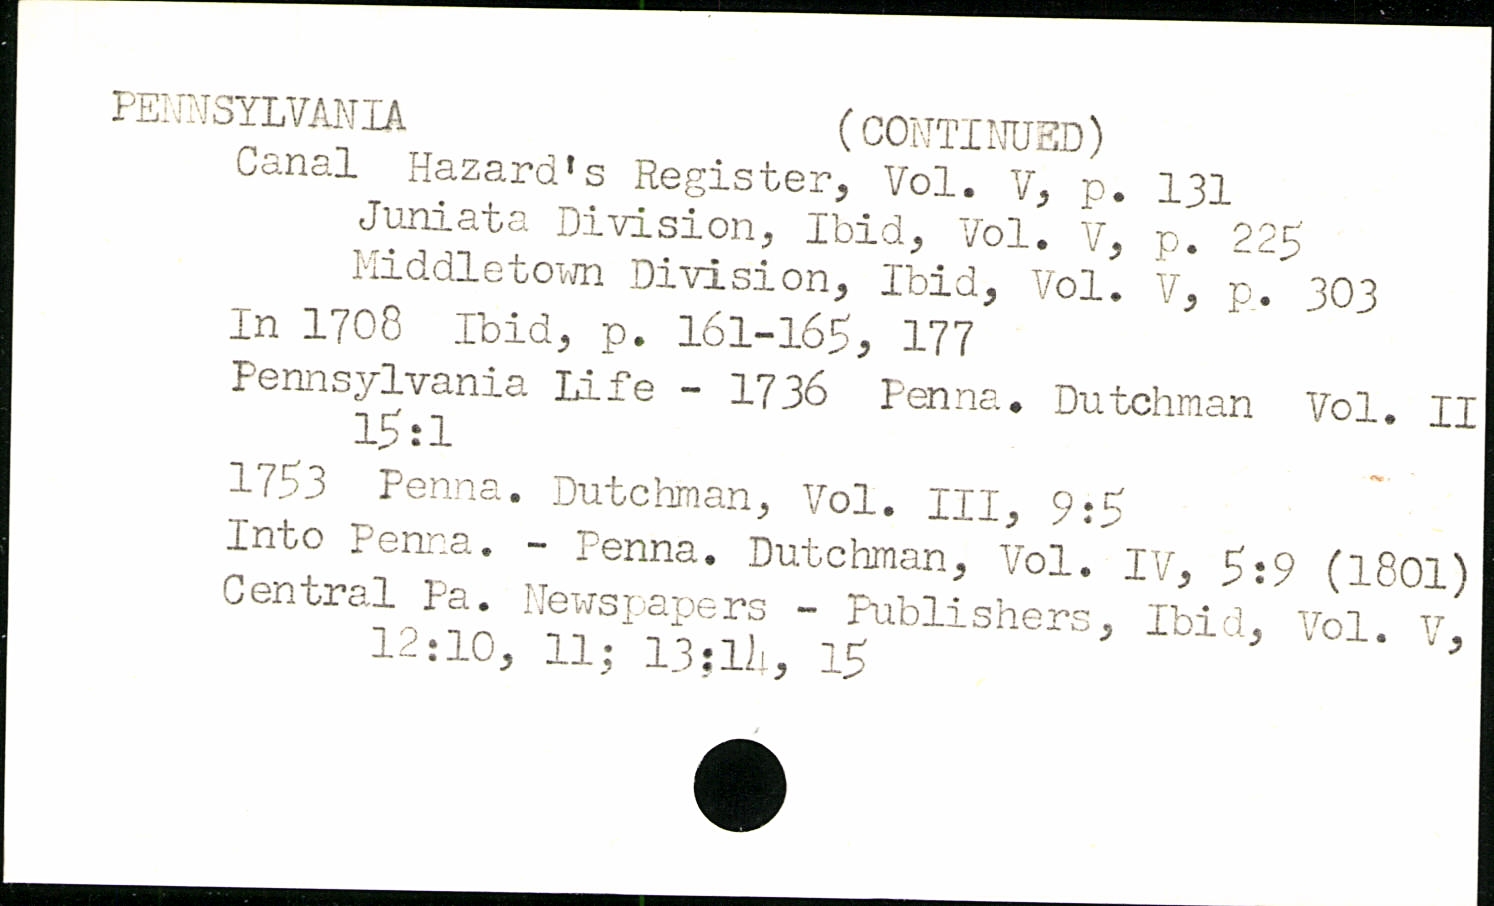 PENNSYLVANIA (CONTINUED)
Canal Hazard's Register, Vol. V, p. 131
Juniata Division, Ibid, Vol. V, p. 225
Middletown Division, Ibid, Vol. V, p. 303
In 1708 Ibid, p. 161-165, 177
Pennsylvania Life - 1736 Penna. Dutchman Vol. II
15:1
1753 Penna. Dutchman, Vol. III, 9:5
Into Penna. - Penna. Dutchman, Vol. IV, 5:9 (1801)
Central Pa. Newspapers - Publishers, Ibid, Vol. V,
12:10, 11; 13;14, 15